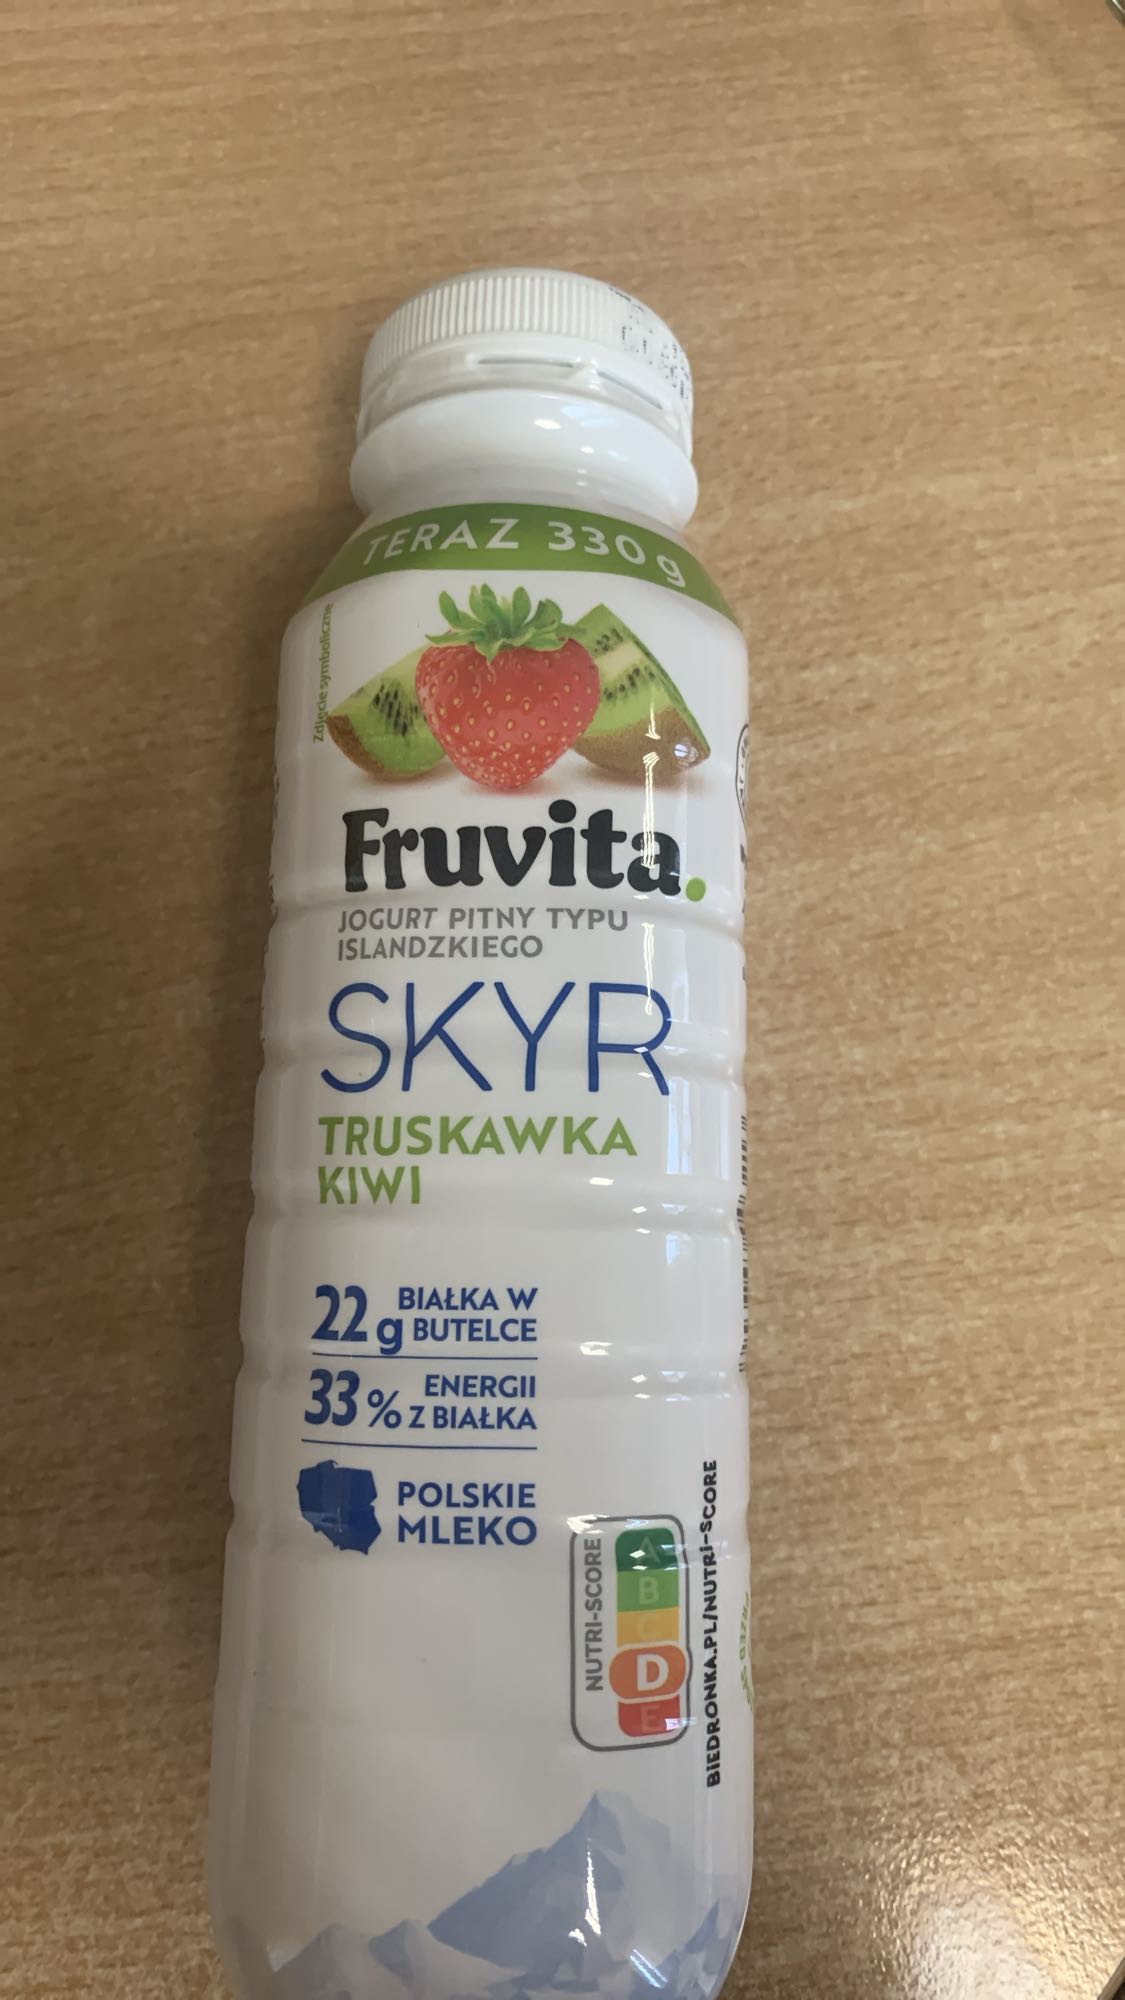 TERAZ 330 g
Zdjęcie symboliczne
Fruvita.
JOGURT PITNY TYPU
ISLANDZKIEGO
SKYR
TRUSKAWKA
KIWI
22 g BIAŁKA W
BUTELCE
33 % ENERGII
Z BIAŁKA
POLSKIE
MLEKO
NUTRI-SCORE
A
B
C
D
E
BIEDRONKA.PL/NUTRI-SCORE